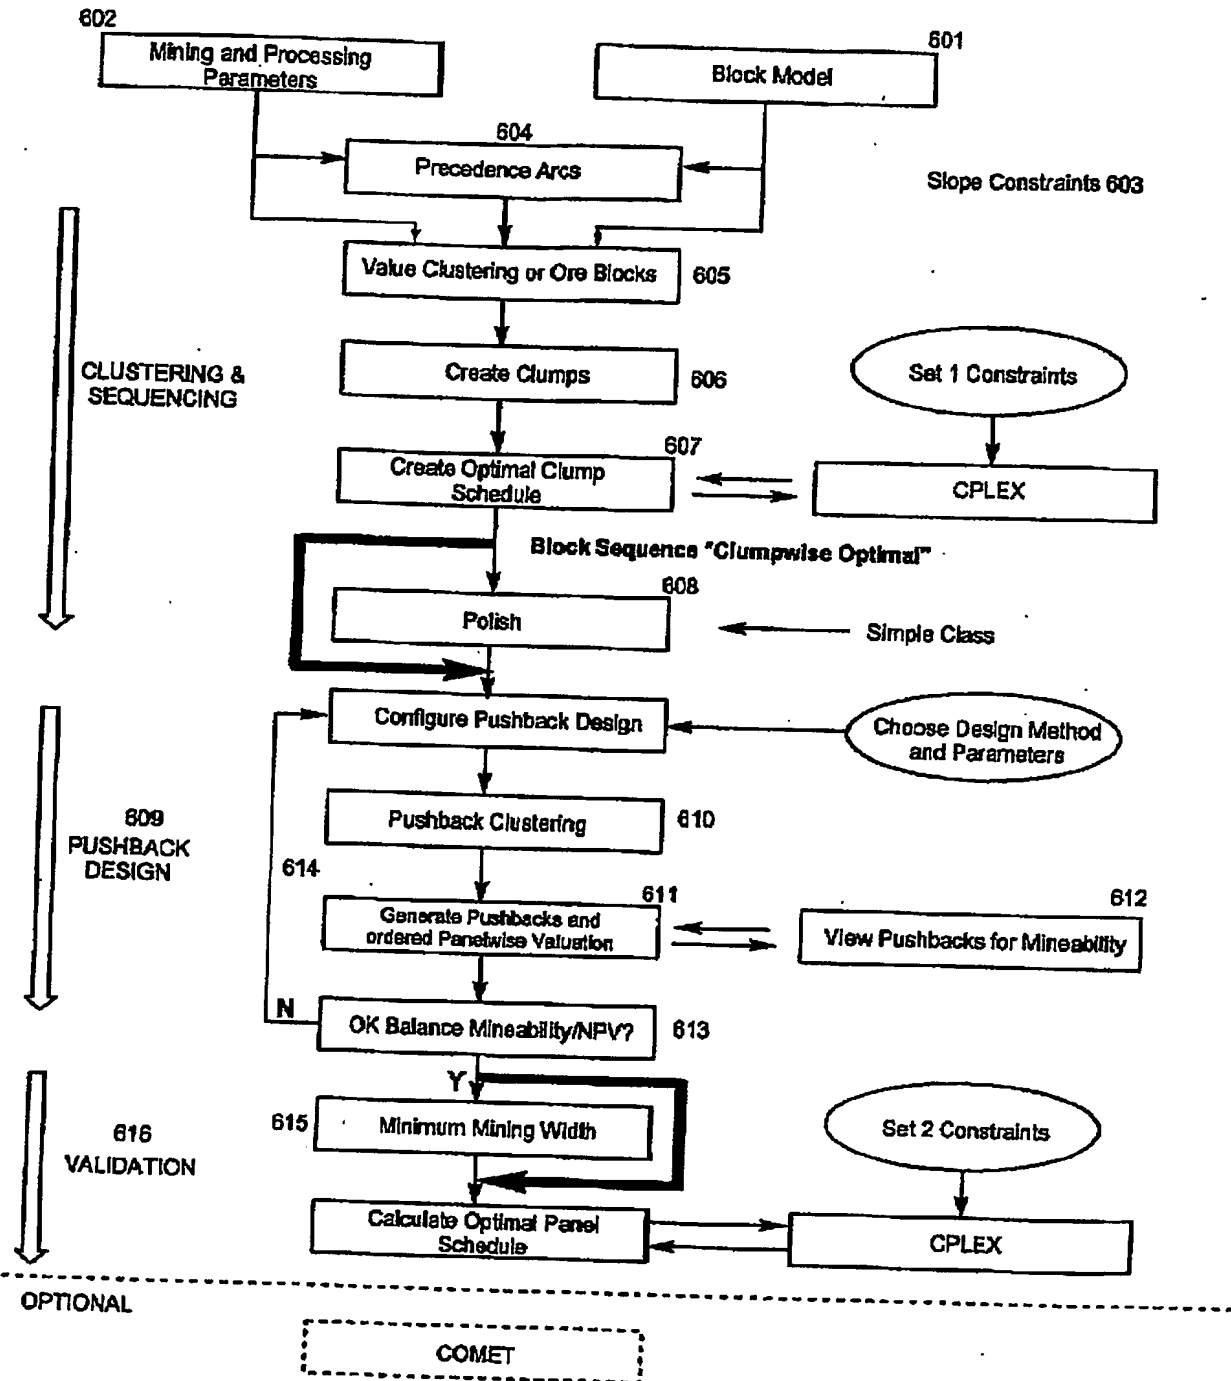 602
Mining and Processing
Parameters
601
Block Model
604
Precedence Arcs
Slope Constraints 603
Value Clustering or Ore Blocks
605
CLUSTERING &
SEQUENCING
Create Clumps
606
Set 1 Constraints
607
Create Optimal Clump
Schedule
CPLEX
Block Sequence "Clumpwise Optimal"
608
Polish
Simple Class
Configure Pushback Design
Choose Design Method
and Parameters
609
PUSHBACK
DESIGN
Pushback Clustering
610
614
611
Generate Pushbacks and
ordered Panelwise Valuation
612
View Pushbacks for Mineability
N
OK Balance Mineability/NPV?
613
Y
615
Minimum Mining Width
Set 2 Constraints
616
VALIDATION
Calculate Optimal Panel
Schedule
CPLEX
OPTIONAL
COMET